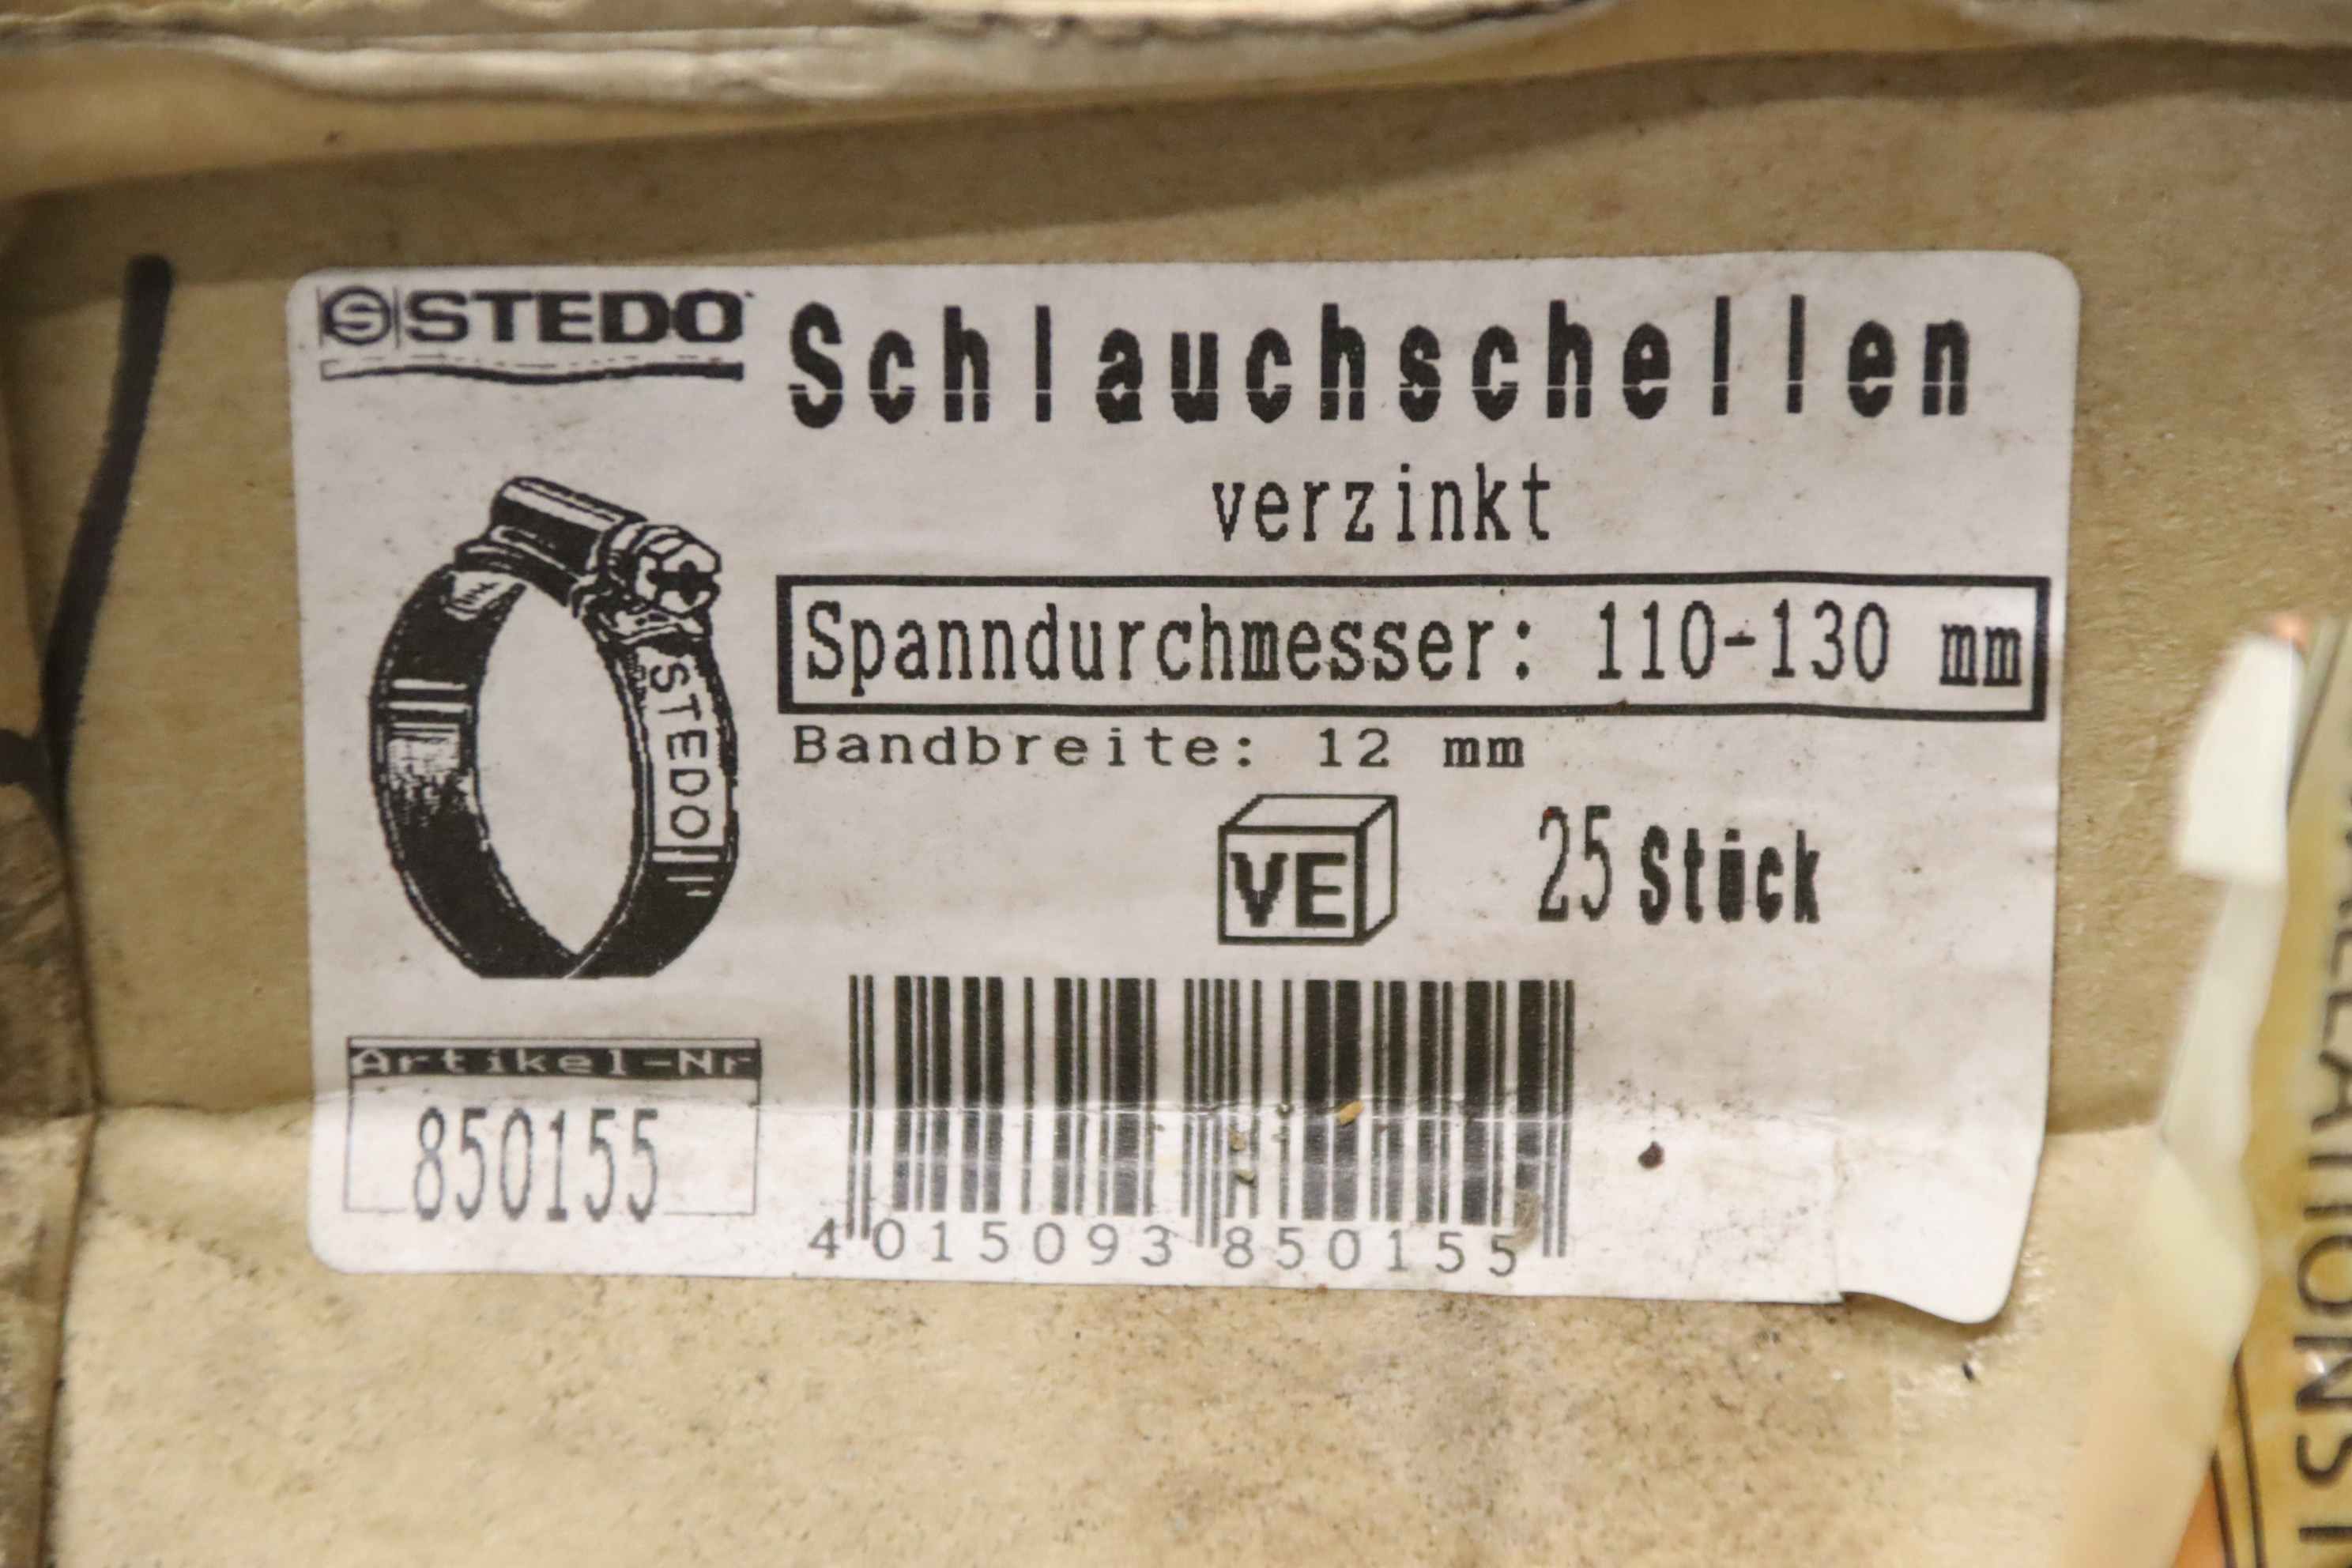 STEDO
Schlauchschellen
verzinkt
Spanndurchmesser: 110-130 mm
Bandbreite: 12 mm
STEDO
VE
25 Stück
Artikel-Nr
850155
4 015093 850155